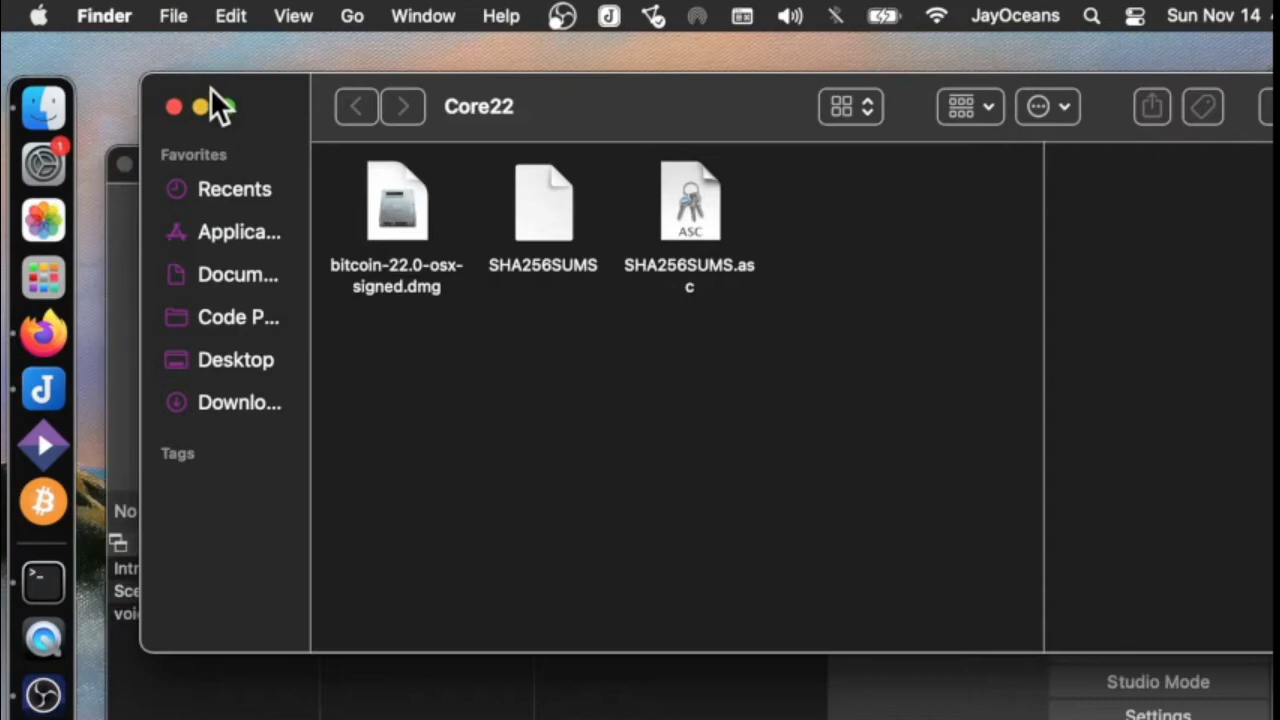 Finder File Edit View Go Window Help JayOceans Sun Nov 14
1
Core22
Favorites
Recents
Applica...
Docum...
Code P...
Desktop
Downlo...
Tags
bitcoin-22.0-osx-
signed.dmg
SHA256SUMS
SHA256SUMS.as
c
ASC
No
Intr
Sce
voi
Studio Mode
Settings